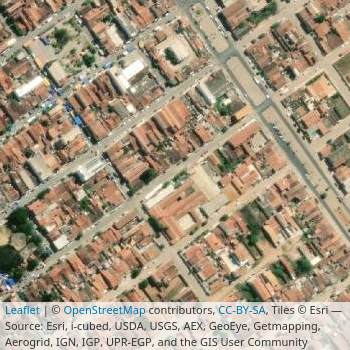 Leaflet | © OpenStreetMap contributors, CC-BY-SA, Tiles © Esri —
Source: Esri, i-cubed, USDA, USGS, AEX, GeoEye, Getmapping,
Aerogrid, IGN, IGP, UPR-EGP, and the GIS User Community